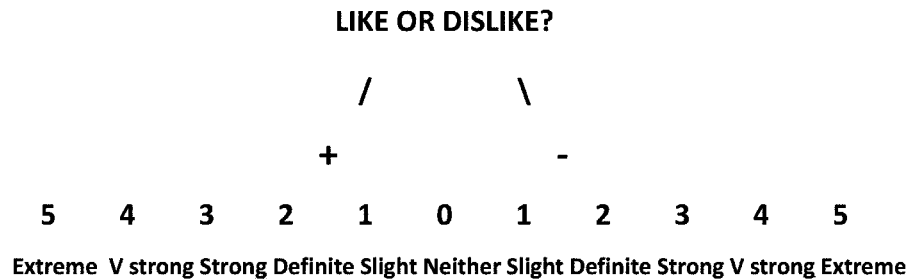 LIKE OR DISLIKE?
/ \
+ -
5 4 3 2 1 0 1 2 3 4 5
Extreme V strong Strong Definite Slight Neither Slight Definite Strong V strong Extreme